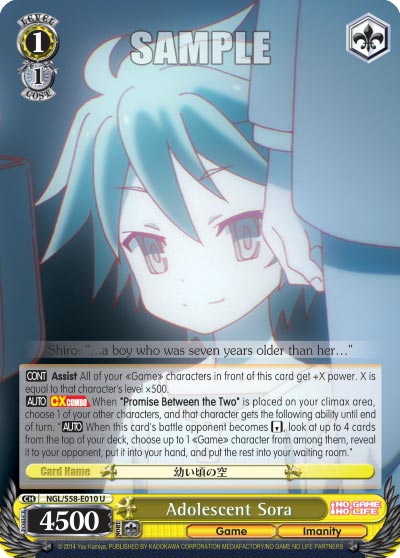 LEVEL
1
1
COST
SAMPLE
Shiro: "...a boy who was seven years older than her..."
CONT Assist All of your «Game» characters in front of this card get +X power. X is
equal to that character's level ×500.
AUTO CX COMBO When "Promise Between the Two" is placed on your climax area,
choose 1 of your other characters, and that character gets the following ability until end
of turn. "AUTO When this card's battle opponent becomes, look at up to 4 cards
from the top of your deck, choose up to 1 «Game» character from among them, reveal
it to your opponent, put it into your hand, and put the rest into your waiting room."
Card Name 幼い頃の空
CH NGL/S58-E010 U
POWER 4500 SOUL Adolescent Sora NO GAME NO LIFE
Game Imanity
© 2014 Yuu Kamiya, PUBLISHED BY KADOKAWA CORPORATION MEDIAFACTORY/NO GAME NO LIFE PARTNERS